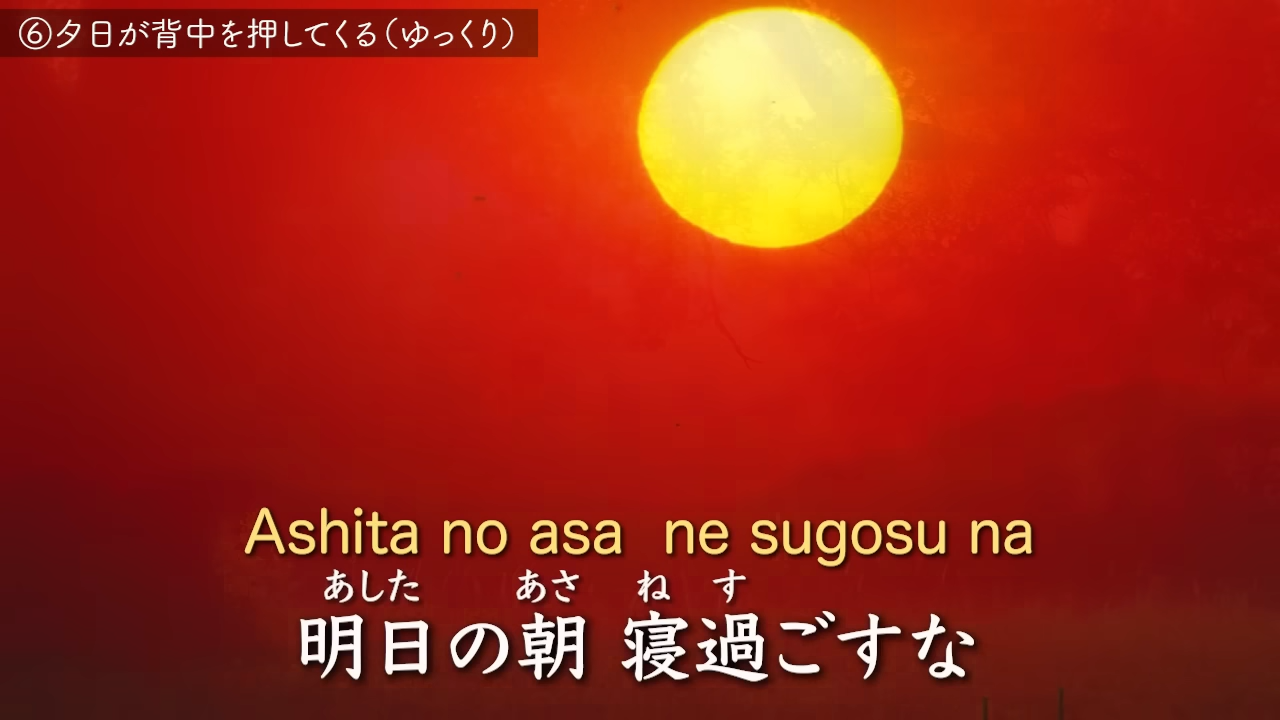 ⑥夕日が背中を押してくる（ゆっくり）
Ashita no asa ne sugosu na
あした あさ ね す
明日の朝 寝過ごすな